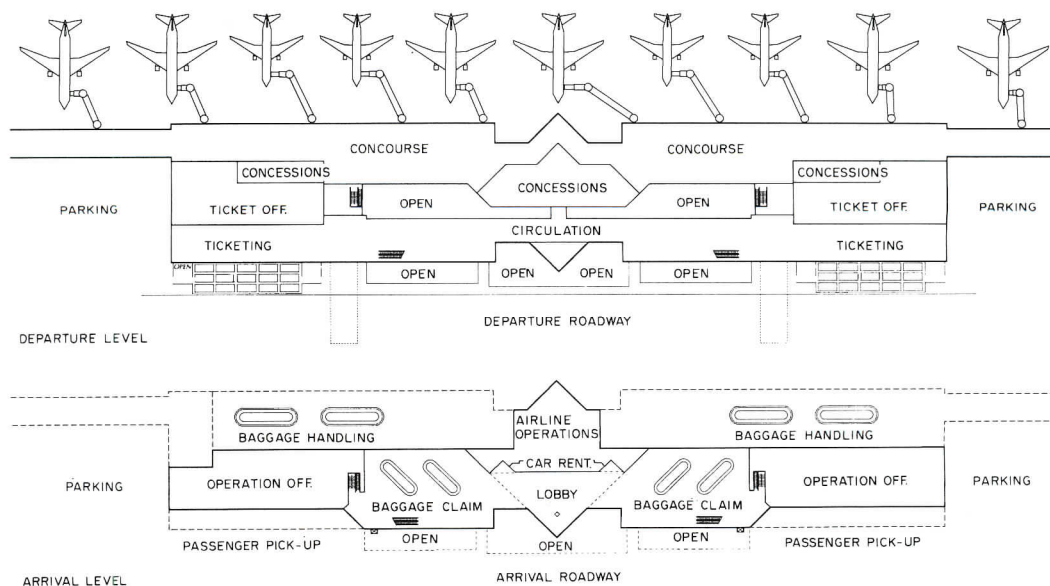 CONCOURSE
CONCOURSE
CONCESSIONS
CONCESSIONS
CONCESSIONS
PARKING
TICKET OFF.
OPEN
OPEN
TICKET OFF.
PARKING
CIRCULATION
TICKETING
TICKETING
OPEN
OPEN
OPEN
OPEN
OPEN
DEPARTURE ROADWAY
DEPARTURE LEVEL
AIRLINE
OPERATIONS
BAGGAGE HANDLING
BAGGAGE HANDLING
CAR RENT.
PARKING
OPERATION OFF.
LOBBY
OPERATION OFF.
PARKING
BAGGAGE CLAIM
BAGGAGE CLAIM
PASSENGER PICK-UP
OPEN
OPEN
OPEN
PASSENGER PICK-UP
ARRIVAL LEVEL
ARRIVAL ROADWAY